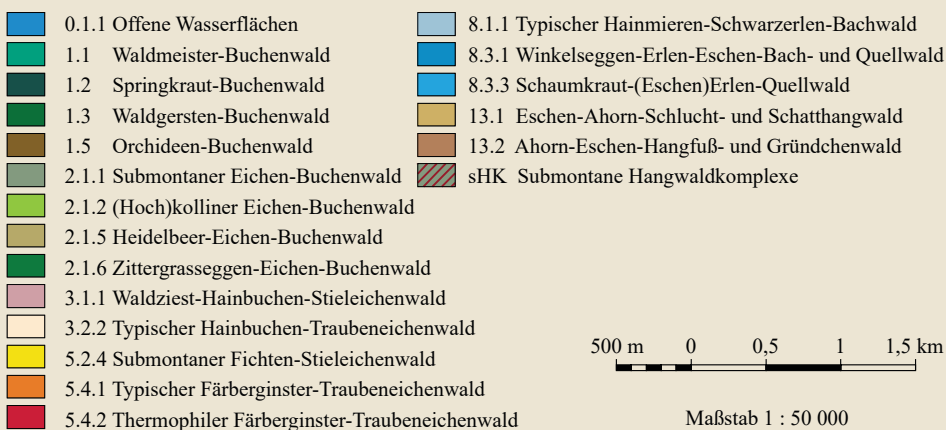 0.1.1 Offene Wasserflächen
1.1 Waldmeister-Buchenwald
1.2 Springkraut-Buchenwald
1.3 Waldgersten-Buchenwald
1.5 Orchideen-Buchenwald
2.1.1 Submontaner Eichen-Buchenwald
2.1.2 (Hoch)kolliner Eichen-Buchenwald
2.1.5 Heidelbeer-Eichen-Buchenwald
2.1.6 Zittergrasseggen-Eichen-Buchenwald
3.1.1 Waldziest-Hainbuchen-Stieleichenwald
3.2.2 Typischer Hainbuchen-Traubeneichenwald
5.2.4 Submontaner Fichten-Stieleichenwald
5.4.1 Typischer Färberginster-Traubeneichenwald
5.4.2 Thermophiler Färberginster-Traubeneichenwald
8.1.1 Typischer Hainmieren-Schwarzerlen-Bachwald
8.3.1 Winkelseggen-Erlen-Eschen-Bach- und Quellwald
8.3.3 Schaumkraut-(Eschen)Erlen-Quellwald
13.1 Eschen-Ahorn-Schlucht- und Schatthangwald
13.2 Ahorn-Eschen-Hangfuß- und Gründchenwald
sHK Submontane Hangwaldkomplexe
500 m 0 0,5 1 1,5 km
Maßstab 1 : 50 000